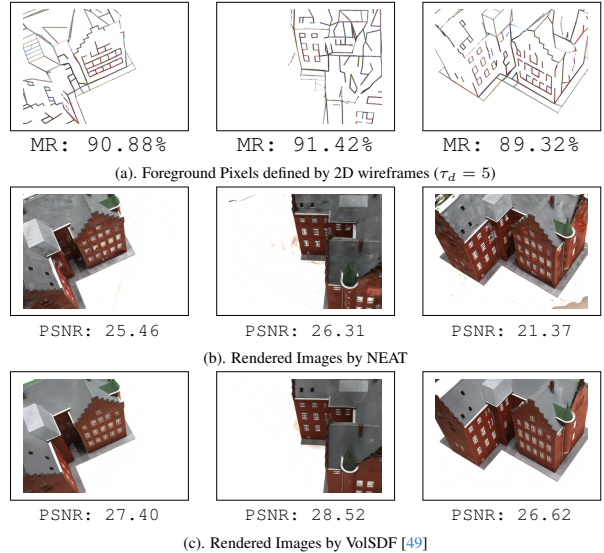 MR: 90.88% MR: 91.42% MR: 89.32%
(a). Foreground Pixels defined by 2D wireframes (τd = 5)
PSNR: 25.46 PSNR: 26.31 PSNR: 21.37
(b). Rendered Images by NEAT
PSNR: 27.40 PSNR: 28.52 PSNR: 26.62
(c). Rendered Images by VolSDF [49]